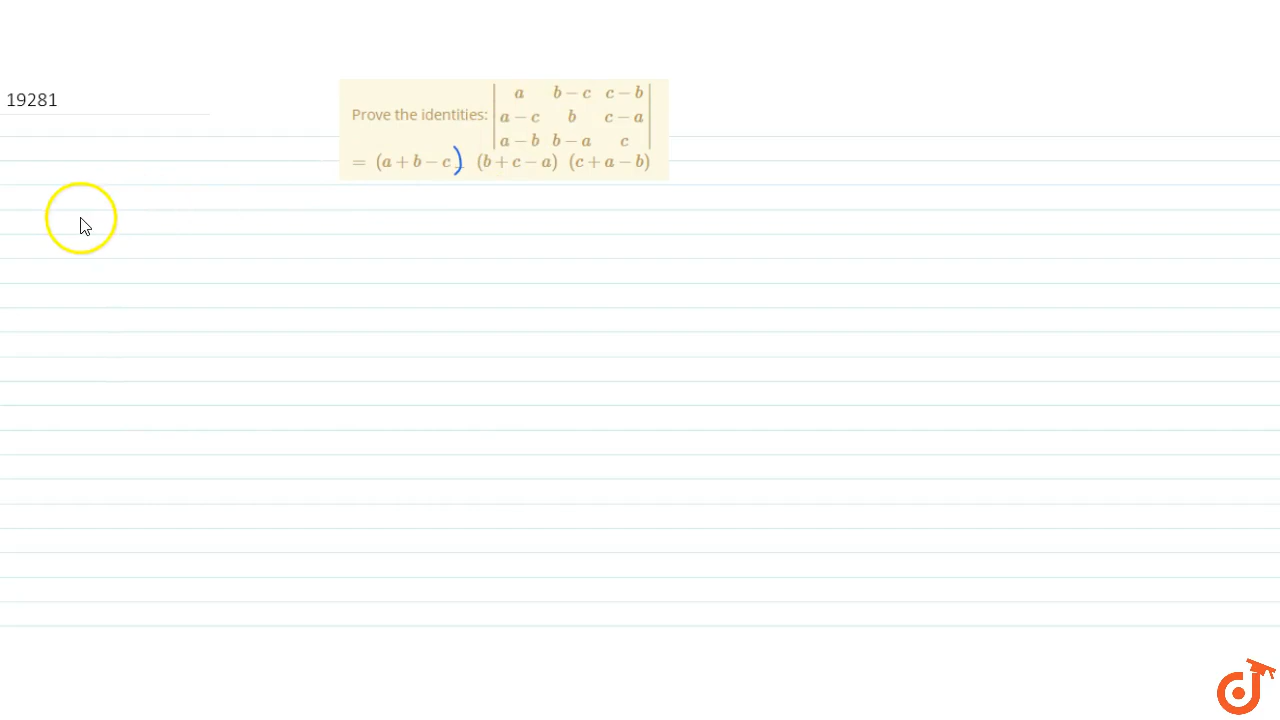 19281
a b − c c − b
Prove the identities: a − c b c − a
a − b b − a c
= (a + b − c) (b + c − a) (c + a − b)